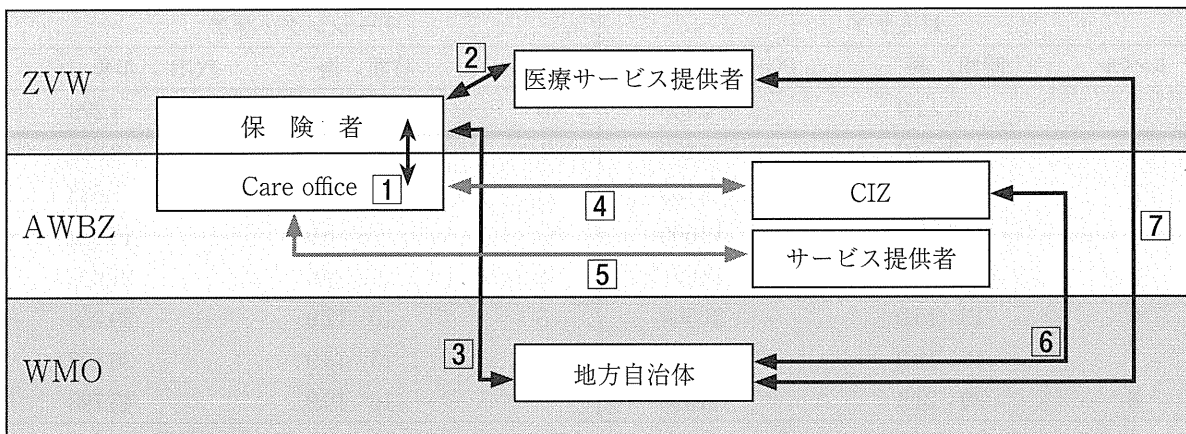 ZVW
2
医療サービス提供者
保 険 者
Care office
1
4
CIZ
7
AWBZ
5
サービス提供者
WMO
3
地方自治体
6